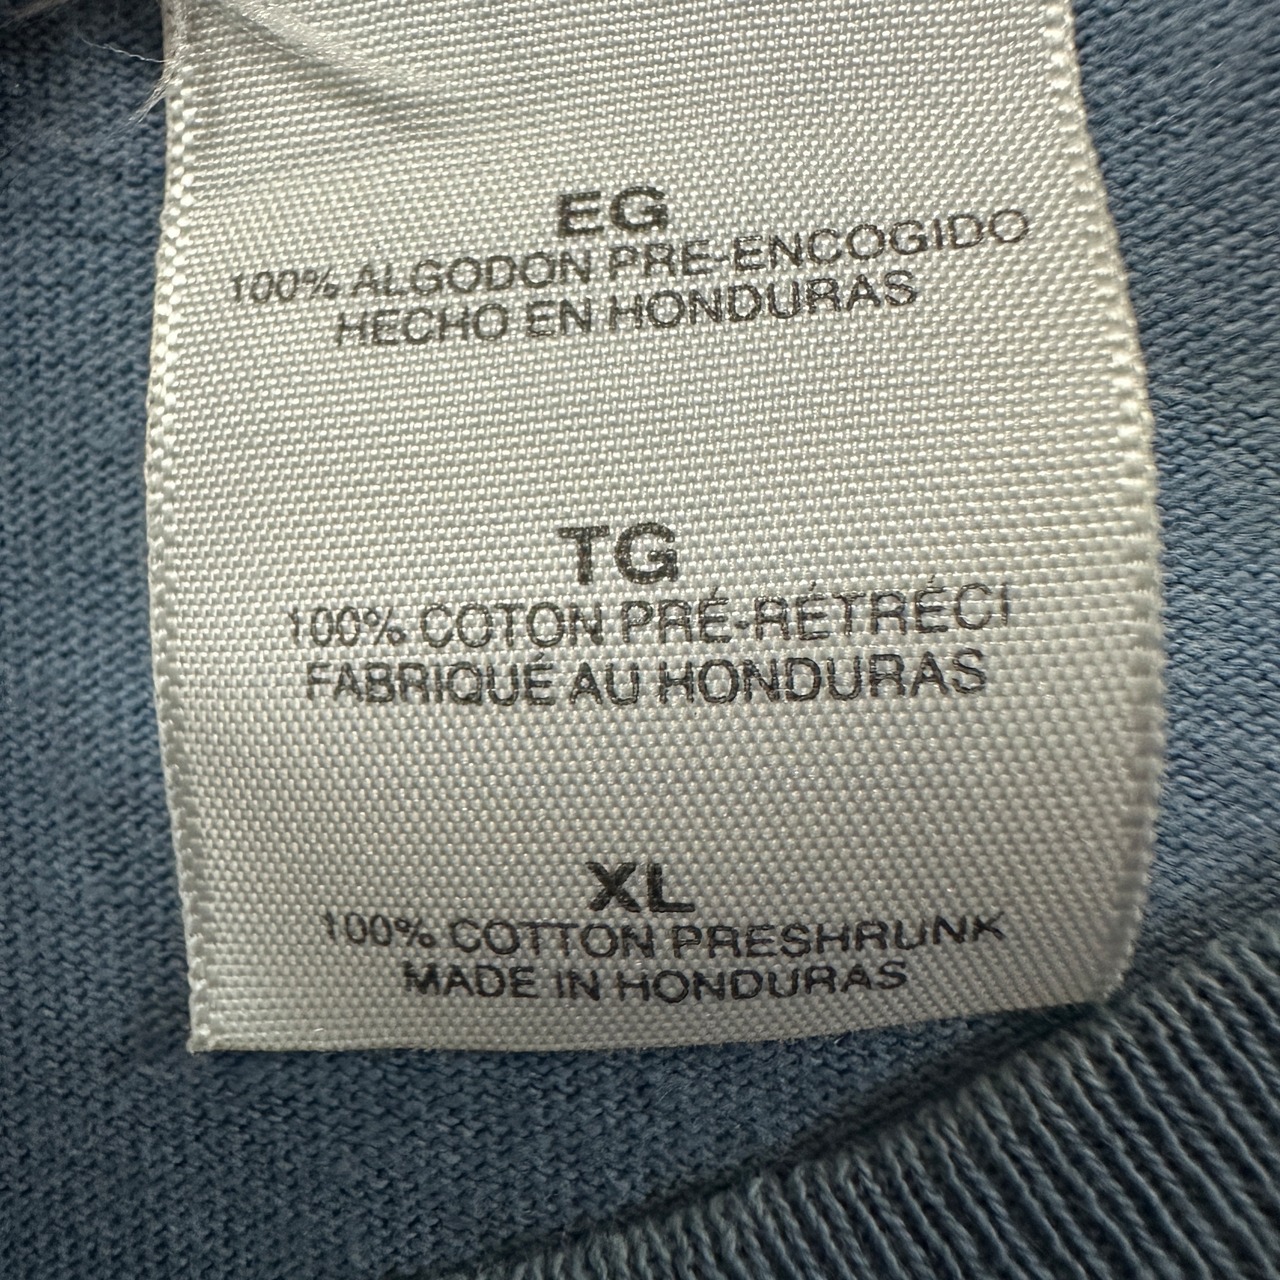 EG
100% ALGODON PRE-ENCOGIDO
HECHO EN HONDURAS
TG
100% COTON PRÉ-RÉTRÉCI
FABRIQUÉ AU HONDURAS
XL
100% COTTON PRESHRUNK
MADE IN HONDURAS